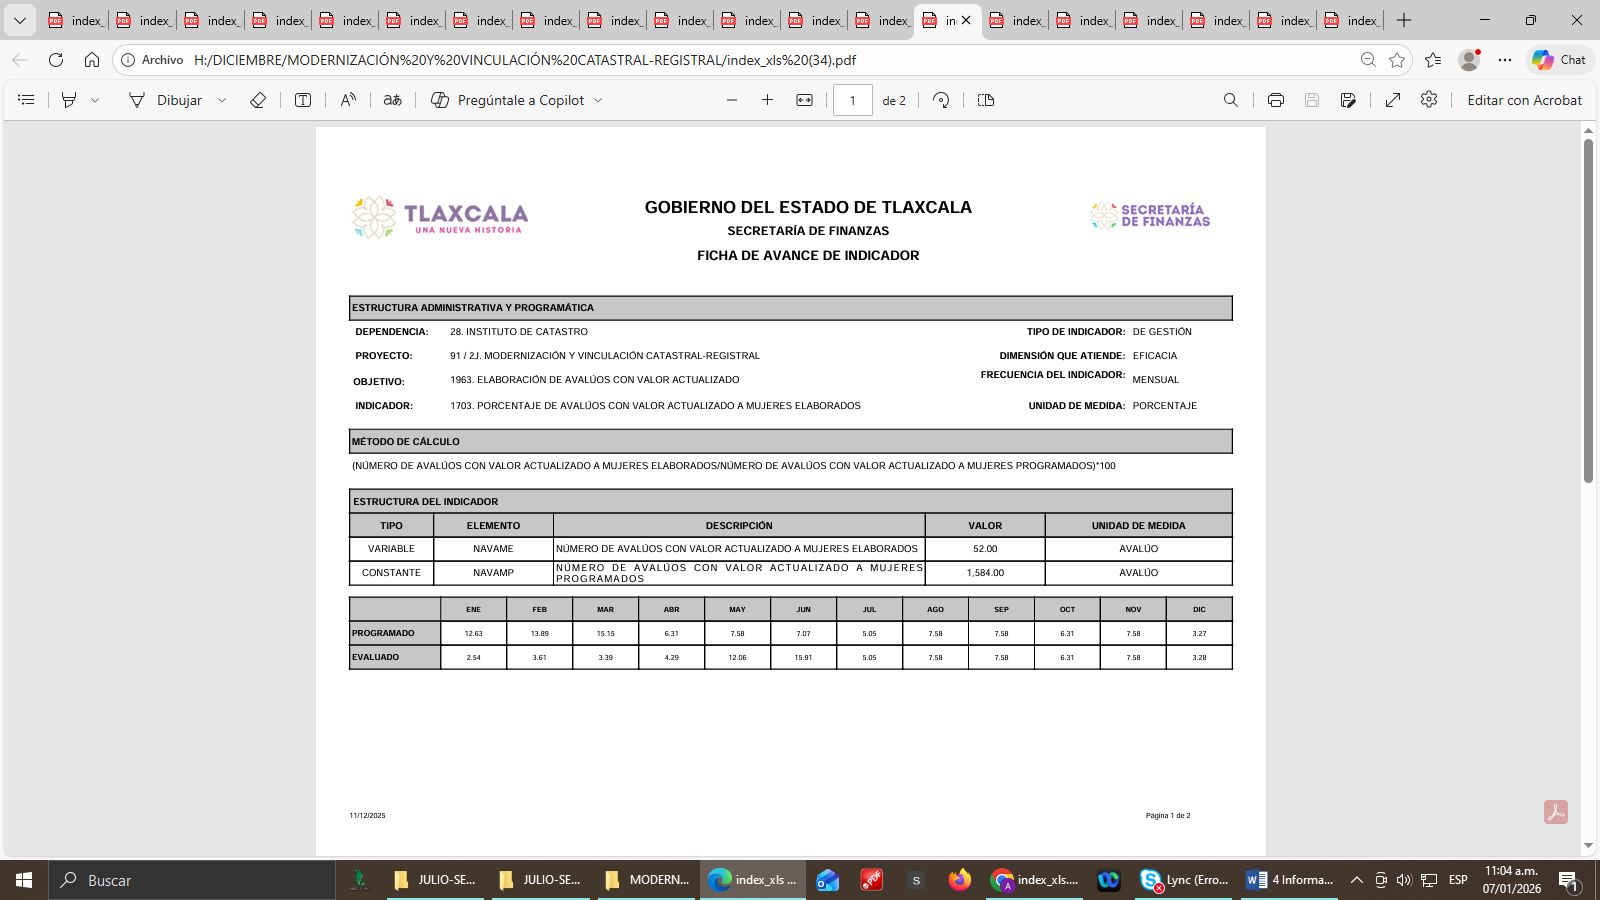 index_ index_ index_ index_ index_ index_ index_ index_ index_ index_ index_ index_ index_ in index_ index_ index_ index_ index_ index_
Archivo H:/DICIEMBRE/MODERNIZACIÓN%20Y%20VINCULACIÓN%20CATASTRAL-REGISTRAL/index_xls%20(34).pdf Chat
Dibujar Pregúntale a Copilot 1 de 2 Editar con Acrobat
TLAXCALA
UNA NUEVA HISTORIA
GOBIERNO DEL ESTADO DE TLAXCALA
SECRETARÍA DE FINANZAS
FICHA DE AVANCE DE INDICADOR
SECRETARÍA
DE FINANZAS
ESTRUCTURA ADMINISTRATIVA Y PROGRAMÁTICA
DEPENDENCIA: 28. INSTITUTO DE CATASTRO TIPO DE INDICADOR: DE GESTIÓN
PROYECTO: 91 / 2J. MODERNIZACIÓN Y VINCULACIÓN CATASTRAL-REGISTRAL DIMENSIÓN QUE ATIENDE: EFICACIA
OBJETIVO: 1963. ELABORACIÓN DE AVALÚOS CON VALOR ACTUALIZADO FRECUENCIA DEL INDICADOR: MENSUAL
INDICADOR: 1703. PORCENTAJE DE AVALÚOS CON VALOR ACTUALIZADO A MUJERES ELABORADOS UNIDAD DE MEDIDA: PORCENTAJE
MÉTODO DE CÁLCULO
(NÚMERO DE AVALÚOS CON VALOR ACTUALIZADO A MUJERES ELABORADOS/NÚMERO DE AVALÚOS CON VALOR ACTUALIZADO A MUJERES PROGRAMADOS)*100
ESTRUCTURA DEL INDICADOR
TIPO ELEMENTO DESCRIPCIÓN VALOR UNIDAD DE MEDIDA
VARIABLE NAVAME NÚMERO DE AVALÚOS CON VALOR ACTUALIZADO A MUJERES ELABORADOS 52.00 AVALÚO
CONSTANTE NAVAMP NÚMERO DE AVALÚOS CON VALOR ACTUALIZADO A MUJERES PROGRAMADOS 1,584.00 AVALÚO
ENE FEB MAR ABR MAY JUN JUL AGO SEP OCT NOV DIC
PROGRAMADO 12.63 13.89 15.15 6.31 7.58 7.07 5.05 7.58 7.58 6.31 7.58 3.27
EVALUADO 2.54 3.61 3.39 4.29 12.06 15.91 5.05 7.58 7.58 6.31 7.58 3.28
11/12/2025 Página 1 de 2
Buscar JULIO-SE... JULIO-SE... MODERN... index_xls ... index_xls.... Lync (Erro... 4 Informa... ESP 11:04 a.m.
07/01/2026 1